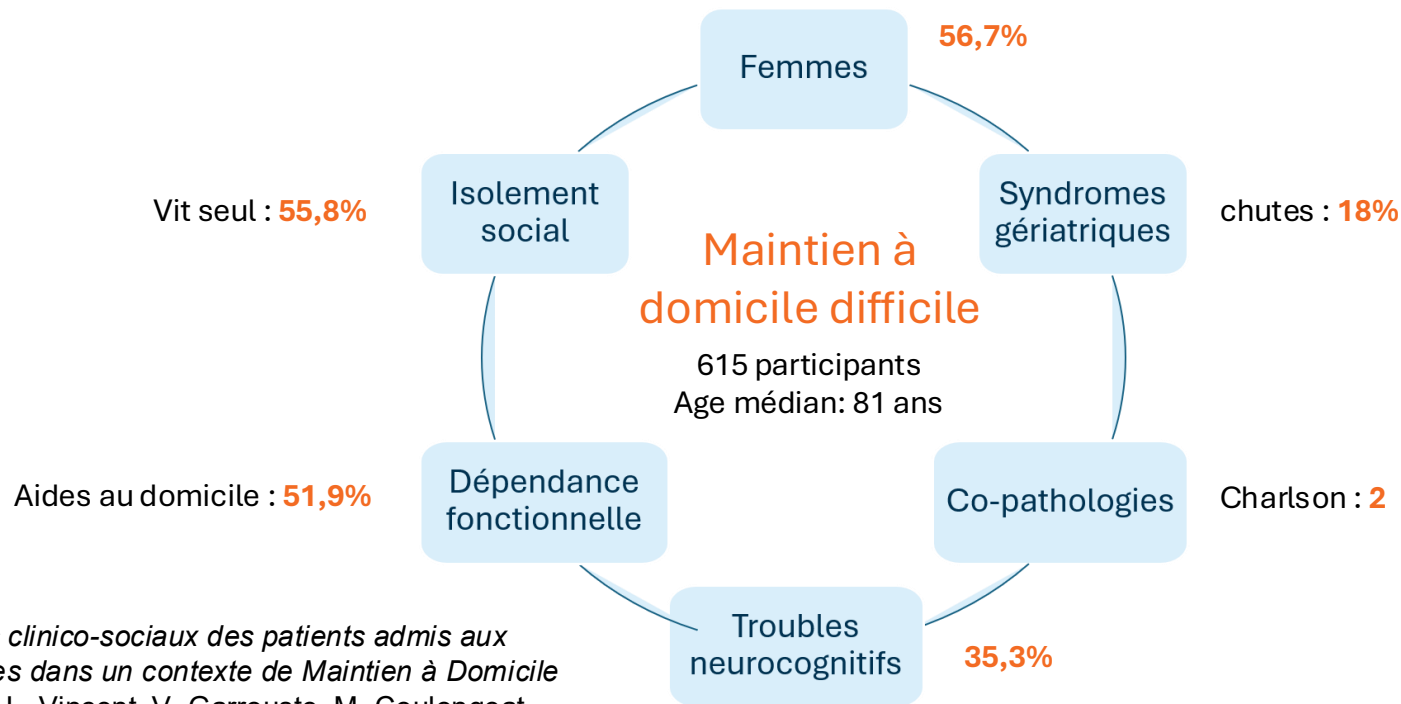 56,7%
Femmes
Isolement
social
Vit seul : 55,8%
Syndromes
gériatriques
chutes : 18%
Maintien à
domicile difficile
615 participants
Age médian: 81 ans
Dépendance
fonctionnelle
Aides au domicile : 51,9%
Co-pathologies
Charlson : 2
Troubles
neurocognitifs
35,3%
clinico-sociaux des patients admis aux
es dans un contexte de Maintien à Domicile